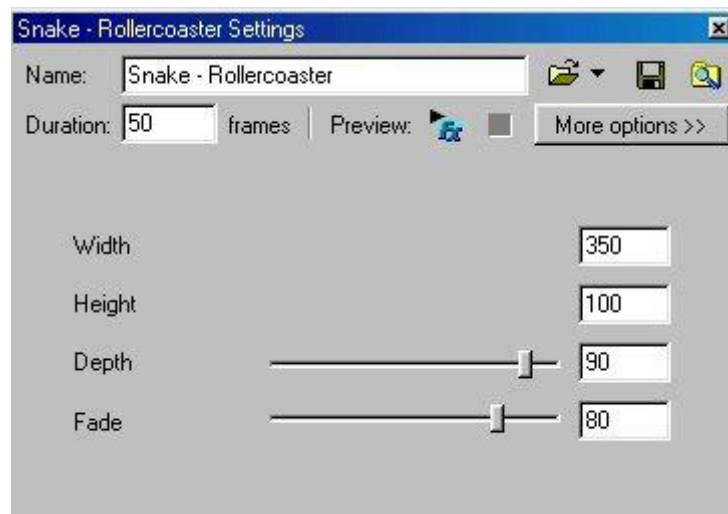 Snake - Rollercoaster Settings
Name: Snake - Rollercoaster
Duration: 50 frames Preview: fx More options >>
Width 350
Height 100
Depth 90
Fade 80